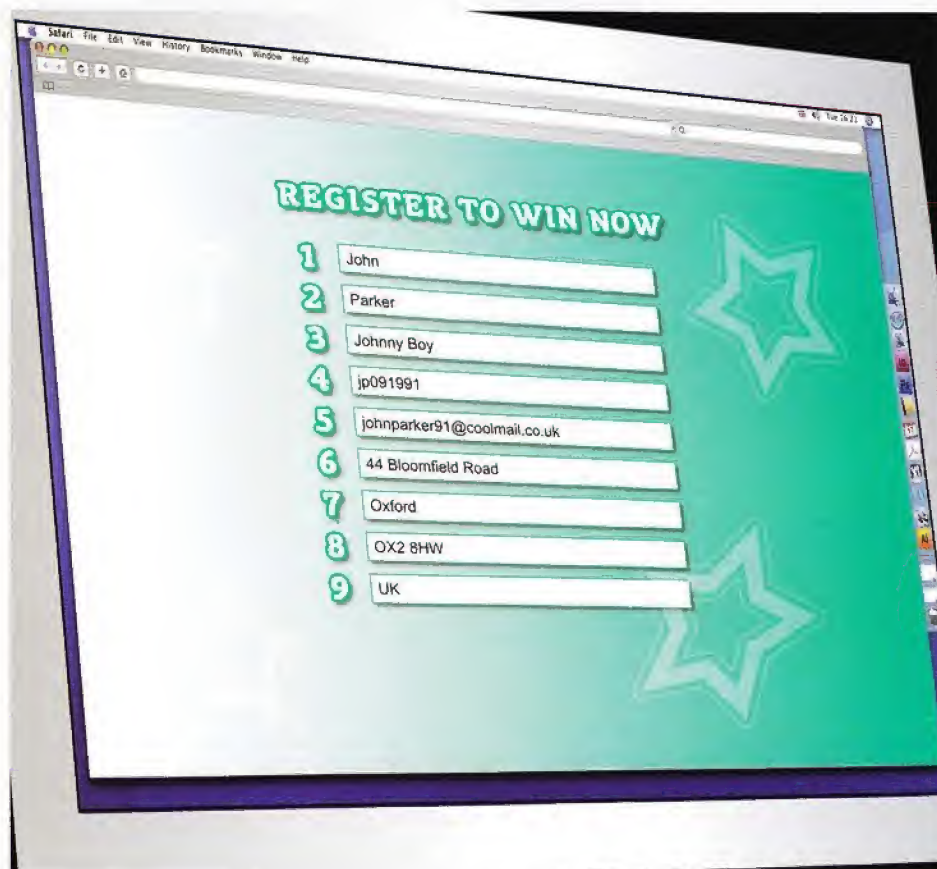 Safari File Edit View History Bookmarks Window Help
REGISTER TO WIN NOW
1 John
2 Parker
3 Johnny Boy
4 jp091991
5 johnparker91@coolmail.co.uk
6 44 Bloomfield Road
7 Oxford
8 OX2 8HW
9 UK